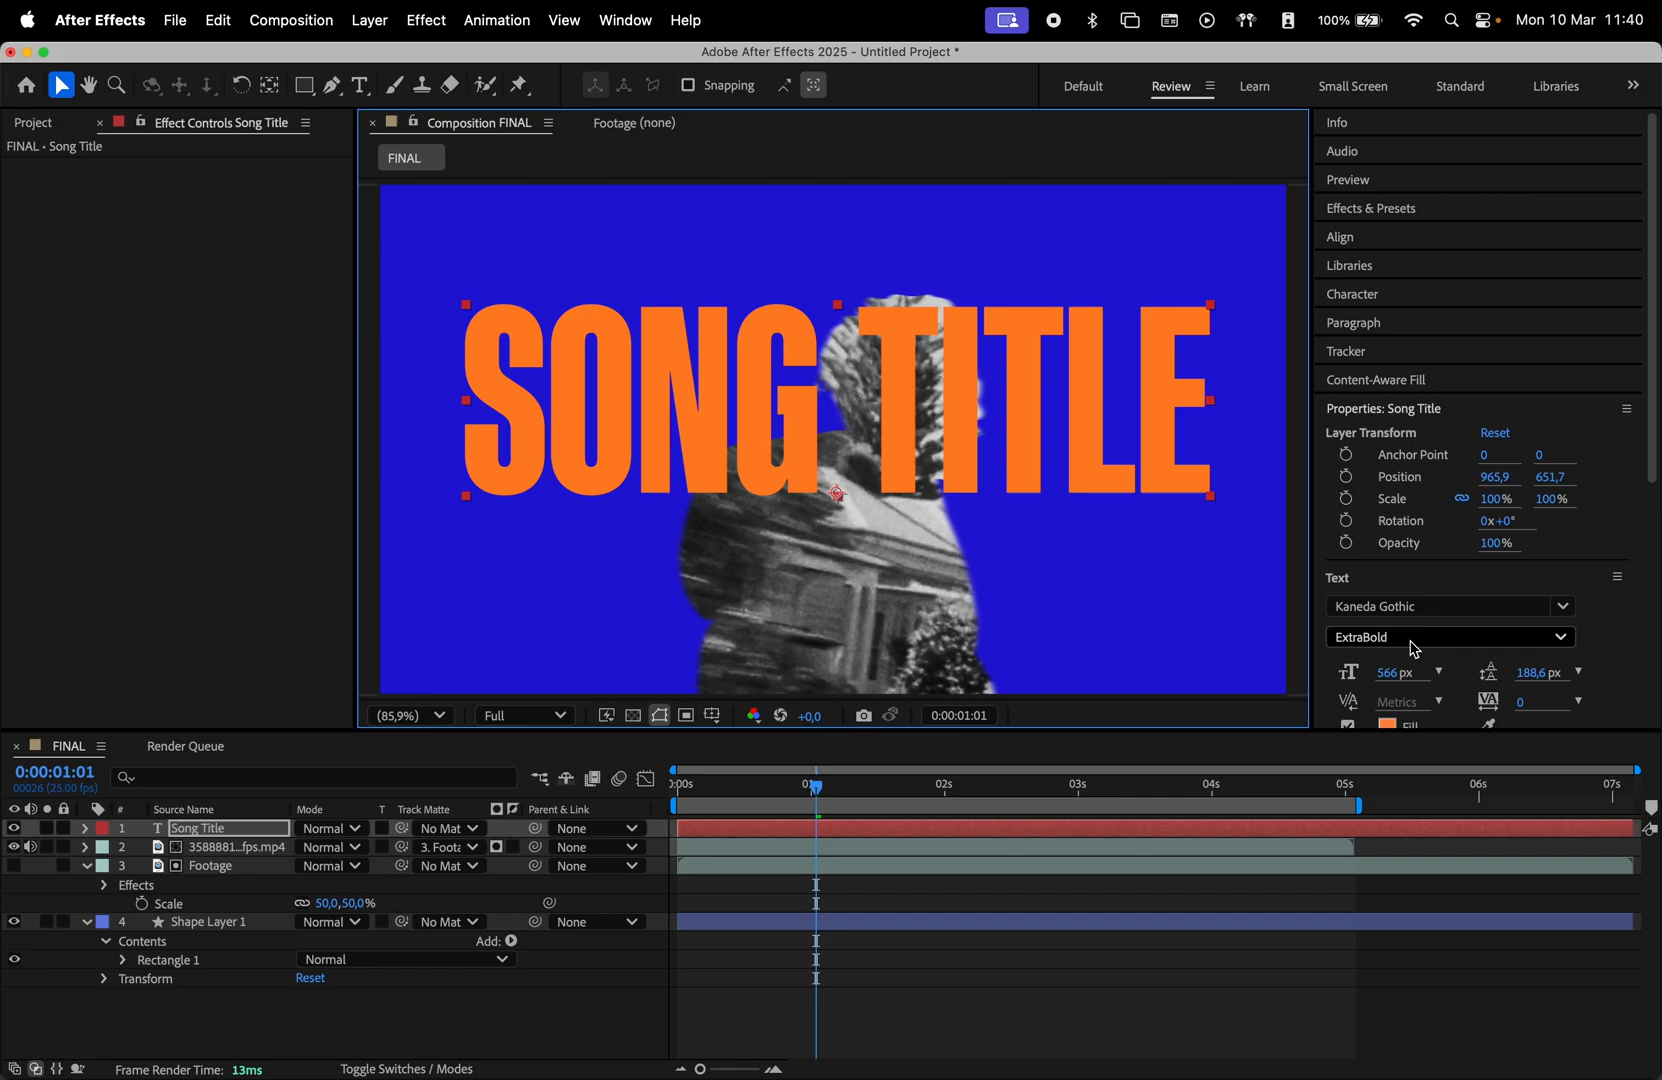 After Effects File Edit Composition Layer Effect Animation View Window Help 100% Mon 10 Mar 11:40
Adobe After Effects 2025 - Untitled Project *
Snapping Default Review Learn Small Screen Standard Libraries
Project Effect Controls Song Title Composition FINAL Footage (none)
FINAL • Song Title
FINAL
SONG TITLE
(85,9%) Full +0,0 0:00:01:01
Info
Audio
Preview
Effects & Presets
Align
Libraries
Character
Paragraph
Tracker
Content-Aware Fill
Properties: Song Title
Layer Transform Reset
Anchor Point 0 0
Position 965,9 651,7
Scale 100% 100%
Rotation 0x+0°
Opacity 100%
Text
Kaneda Gothic
ExtraBold
566 px 188,6 px
Metrics 0
Fill
FINAL Render Queue
0:00:01:01
00026 (25.00 fps)
:00s 01 02s 03s 04s 05s 06s 07s
# Source Name Mode T Track Matte Parent & Link
1 T Song Title Normal No Mat None
2 3588881...fps.mp4 Normal 3. Foota None
3 Footage Normal No Mat None
Effects
Scale 50,0,50,0%
4 Shape Layer 1 Normal No Mat None
Contents Add:
Rectangle 1 Normal
Transform Reset
Frame Render Time: 13ms Toggle Switches / Modes